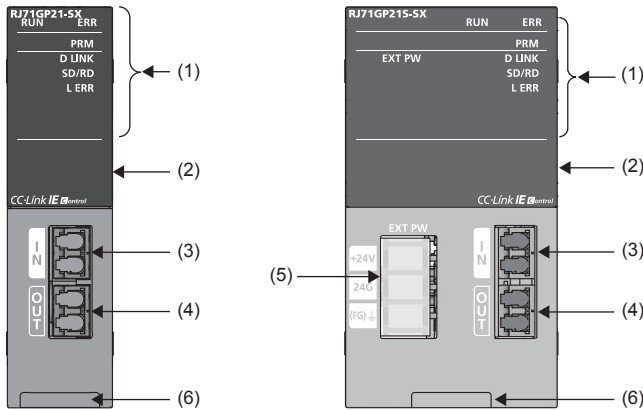 RJ71GP21-SX
RUN ERR
PRM
D LINK
SD/RD
L ERR
(1)
(2)
CC-Link IE Control
IN
(3)
OUT
(4)
(6)
RJ71GP21S-SX
RUN ERR
PRM
EXT PW D LINK
SD/RD
L ERR
(1)
(2)
CC-Link IE Control
EXT PW
+24V
24G
(FG)
(5)
IN
(3)
OUT
(4)
(6)